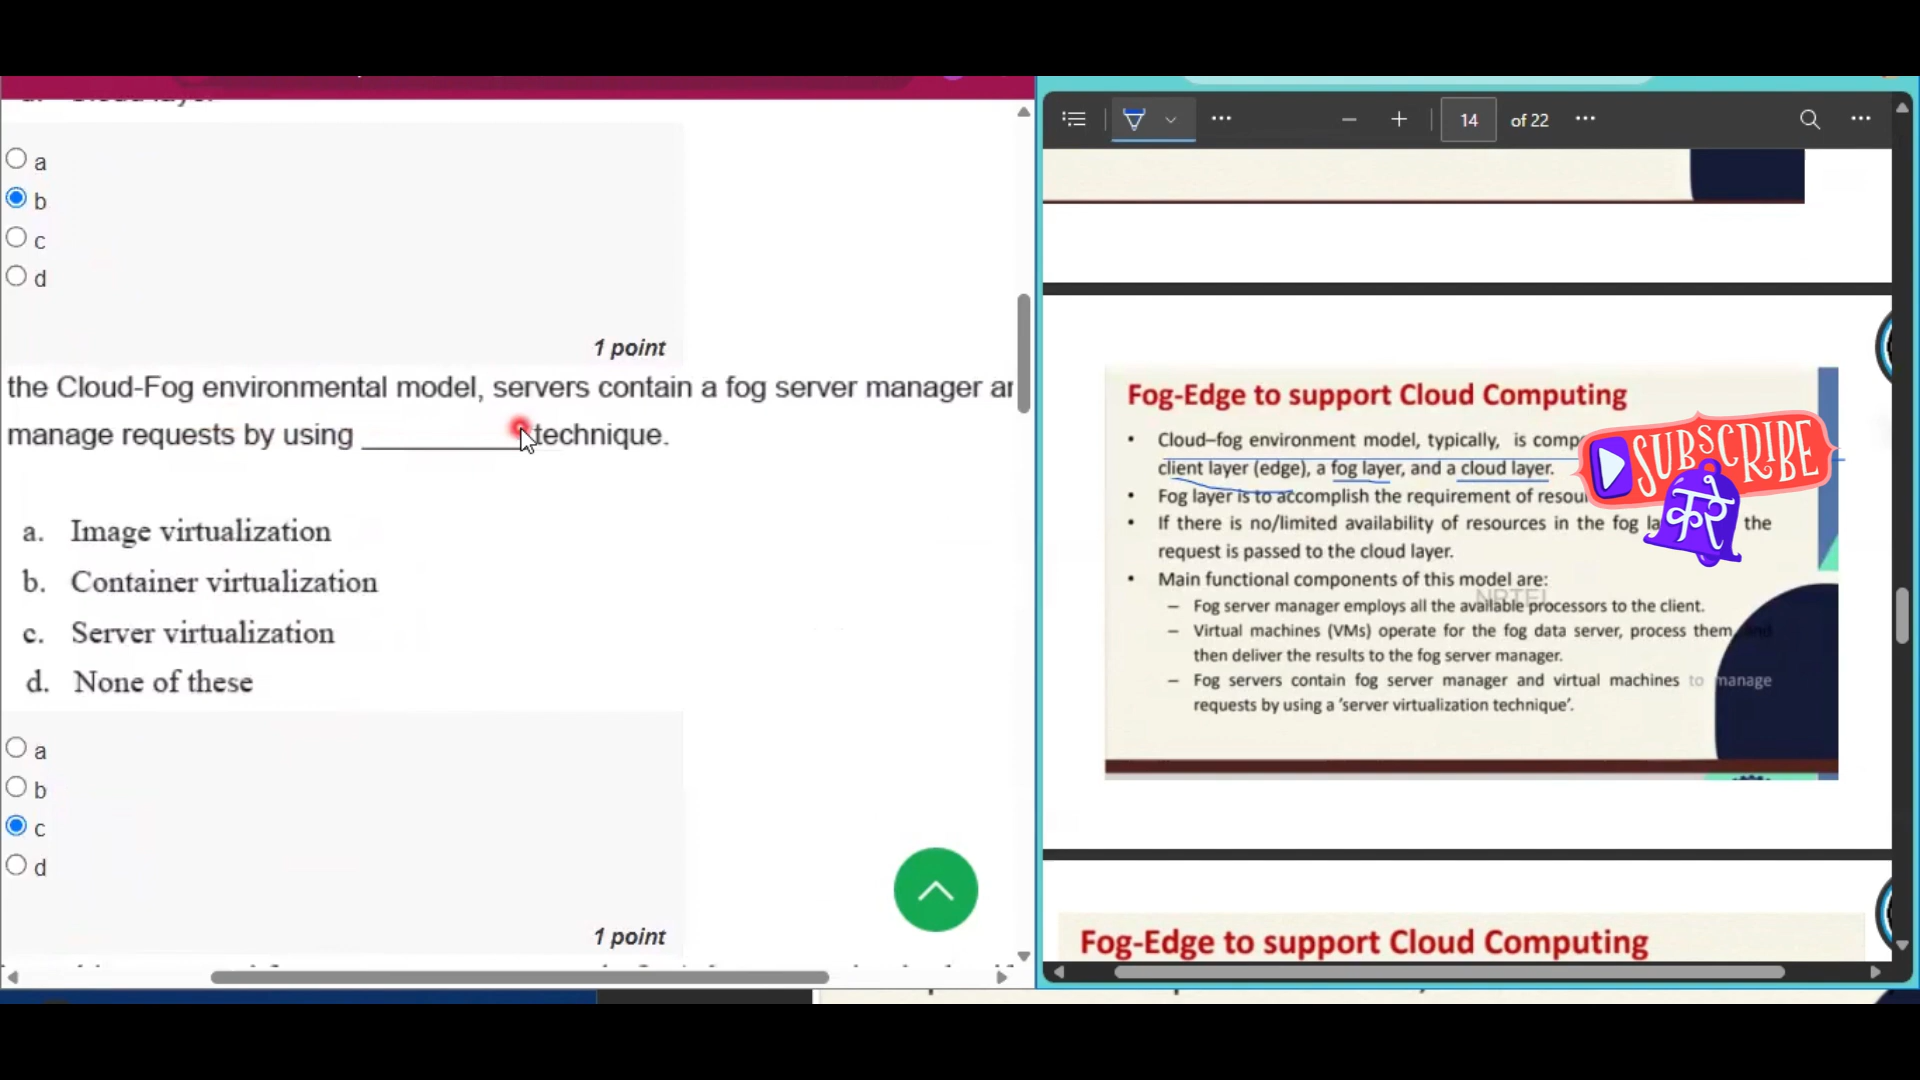 a
b
c
d
1 point
the Cloud-Fog environmental model, servers contain a fog server manager
manage requests by using __________ technique.
a. Image virtualization
b. Container virtualization
c. Server virtualization
d. None of these
a
b
c
d
1 point
14 of 22
Fog-Edge to support Cloud Computing
• Cloud–fog environment model, typically, is
client layer (edge), a fog layer, and a cloud layer.
• Fog layer is to accomplish the requirement of
• If there is no/limited availability of resources in the fog the
request is passed to the cloud layer.
• Main functional components of this model are:
– Fog server manager employs all the available processors to the client.
– Virtual machines (VMs) operate for the fog data server, process them, and
then deliver the results to the fog server manager.
– Fog servers contain fog server manager and virtual machines to manage
requests by using a 'server virtualization technique'.
NPTEL
SUBSCRIBE
करे
Fog-Edge to support Cloud Computing